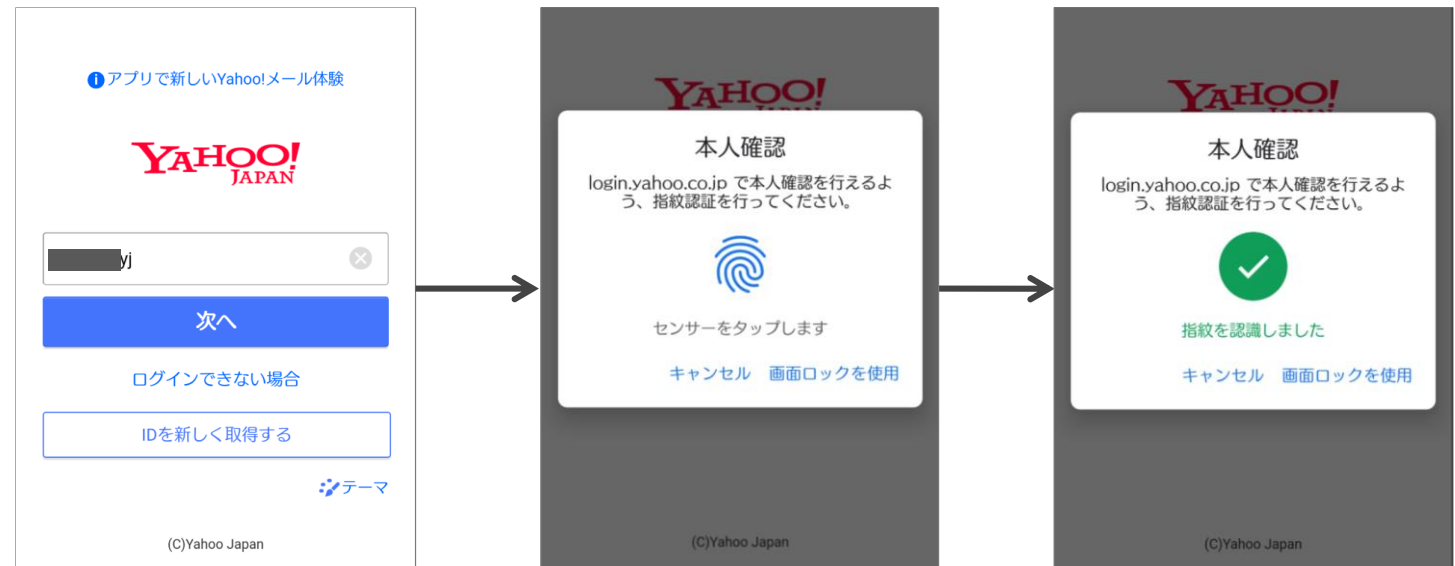 アプリで新しいYahoo!メール体験
YAHOO!
JAPAN
yj
次へ
ログインできない場合
IDを新しく取得する
テーマ
(C)Yahoo Japan
YAHOO!
JAPAN
本人確認
login.yahoo.co.jp で本人確認を行えるよ
う、指紋認証を行ってください。
センサーをタップします
キャンセル 画面ロックを使用
(C)Yahoo Japan
YAHOO!
JAPAN
本人確認
login.yahoo.co.jp で本人確認を行えるよ
う、指紋認証を行ってください。
指紋を認識しました
キャンセル 画面ロックを使用
(C)Yahoo Japan